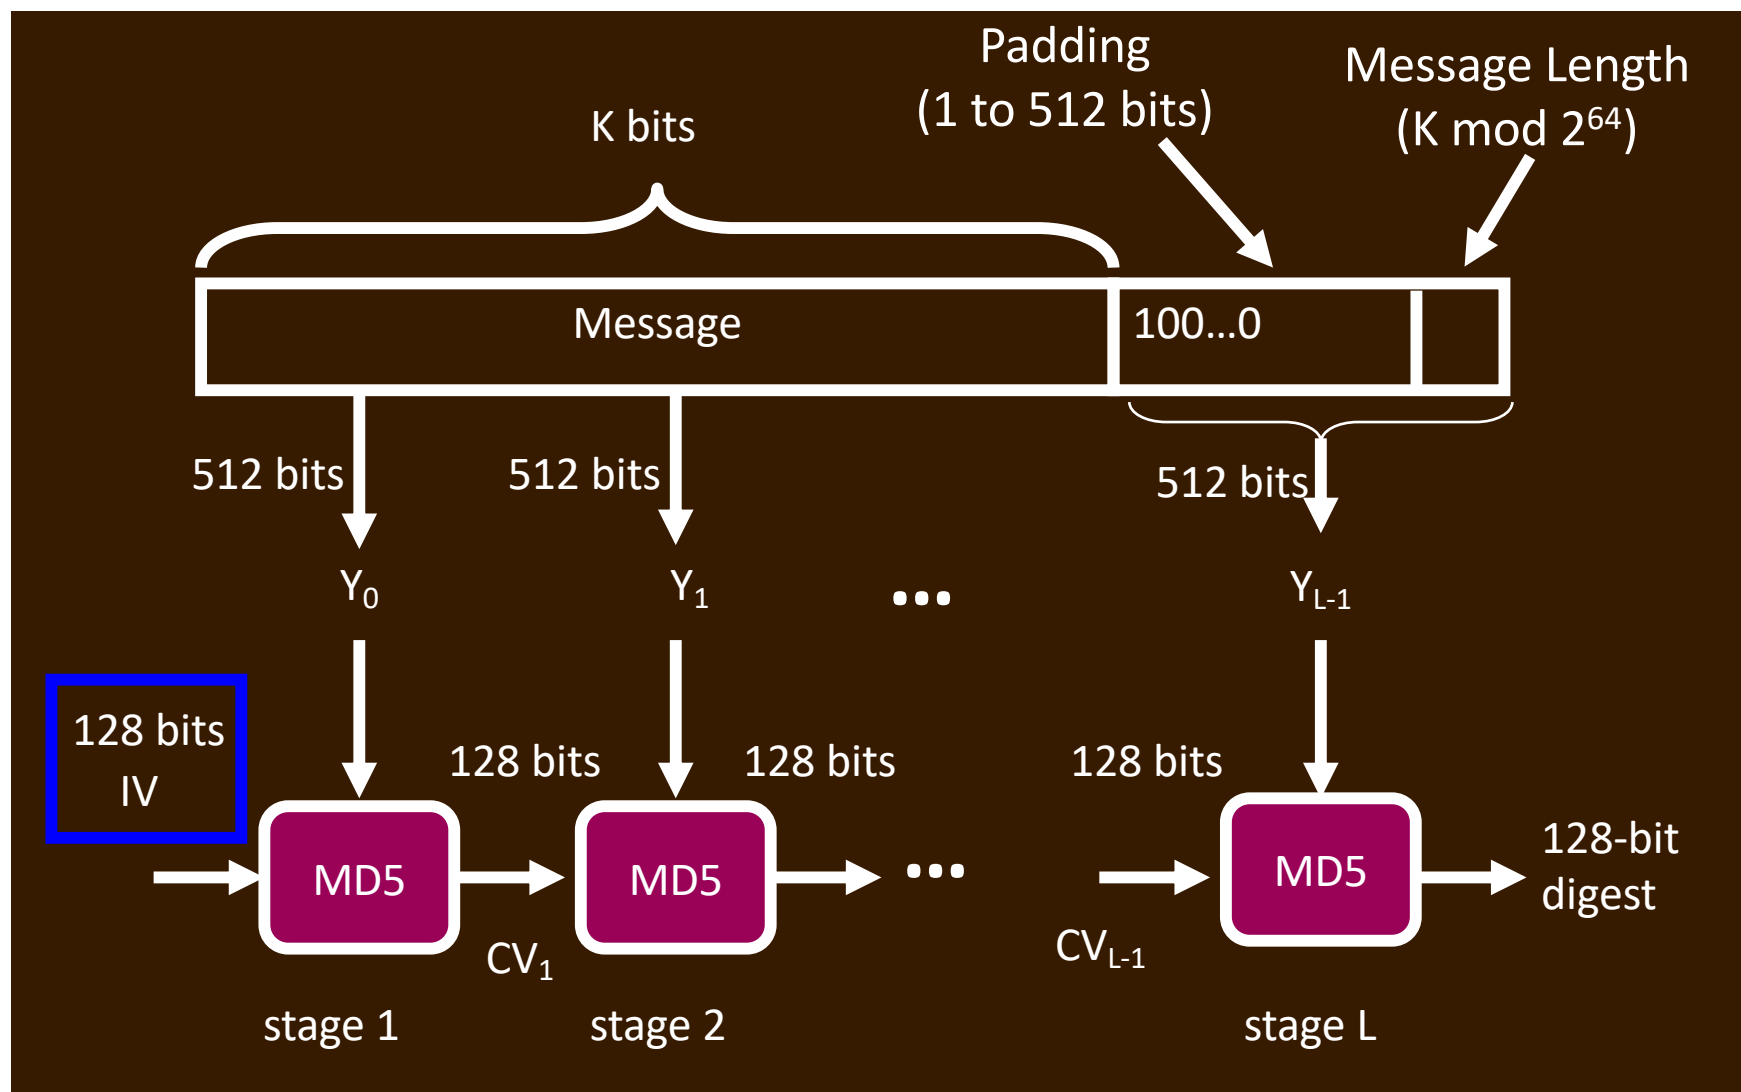 Padding
(1 to 512 bits)
Message Length
(K mod 2⁶⁴)
K bits
Message
100...0
512 bits
512 bits
512 bits
Y₀
Y₁
...
Y_L-1
128 bits
IV
128 bits
128 bits
128 bits
MD5
MD5
...
MD5
128-bit
digest
CV₁
CV_L-1
stage 1
stage 2
stage L